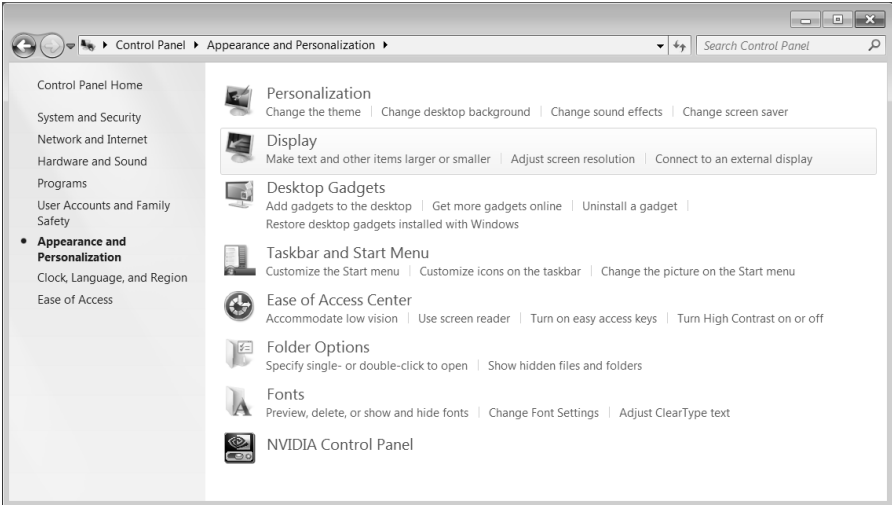 Control Panel Appearance and Personalization
Search Control Panel
Control Panel Home
System and Security
Network and Internet
Hardware and Sound
Programs
User Accounts and Family
Safety
Appearance and
Personalization
Clock, Language, and Region
Ease of Access
Personalization
Change the theme Change desktop background Change sound effects Change screen saver
Display
Make text and other items larger or smaller Adjust screen resolution Connect to an external display
Desktop Gadgets
Add gadgets to the desktop Get more gadgets online Uninstall a gadget
Restore desktop gadgets installed with Windows
Taskbar and Start Menu
Customize the Start menu Customize icons on the taskbar Change the picture on the Start menu
Ease of Access Center
Accommodate low vision Use screen reader Turn on easy access keys Turn High Contrast on or off
Folder Options
Specify single- or double-click to open Show hidden files and folders
Fonts
Preview, delete, or show and hide fonts Change Font Settings Adjust ClearType text
NVIDIA Control Panel